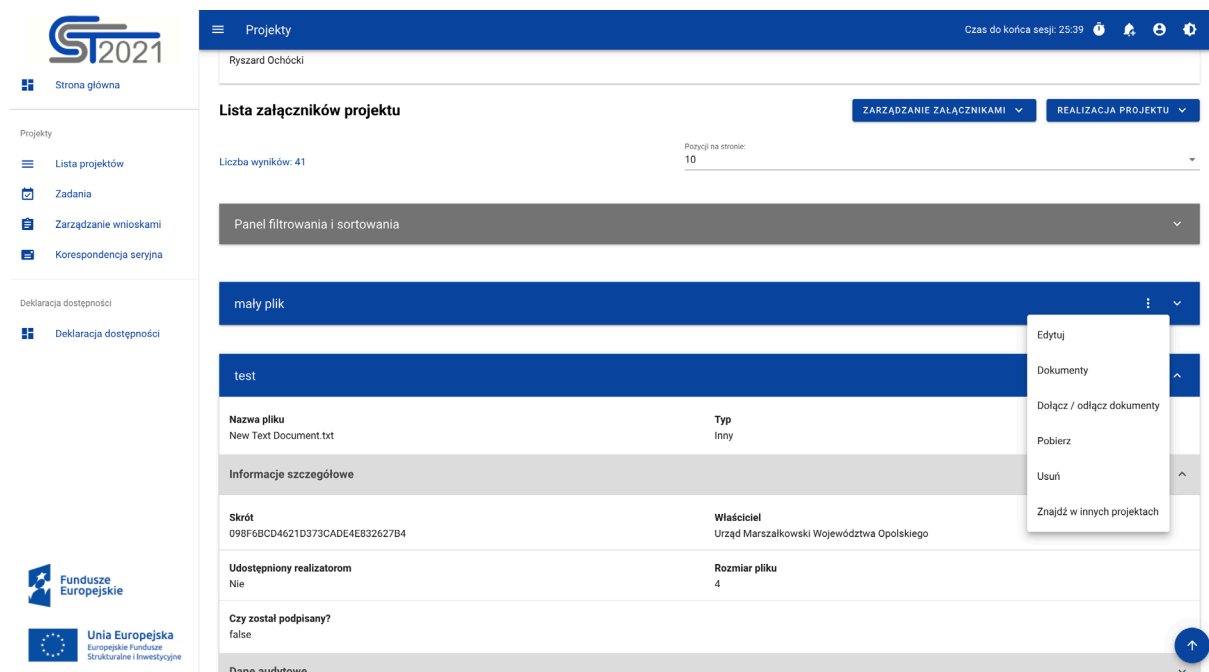 CST2021
Projekty
Czas do końca sesji: 25:39
Strona główna
Projekty
Lista projektów
Zadania
Zarządzanie wnioskami
Korespondencja seryjna
Deklaracja dostępności
Deklaracja dostępności
Fundusze
Europejskie
Unia Europejska
Europejskie Fundusze
Strukturalne i Inwestycyjne
Ryszard Ochócki
Lista załączników projektu
ZARZĄDZANIE ZAŁĄCZNIKAMI
REALIZACJA PROJEKTU
Liczba wyników: 41
Pozycji na stronie:
10
Panel filtrowania i sortowania
mały plik
Edytuj
Dokumenty
Dołącz / odłącz dokumenty
Pobierz
Usuń
Znajdź w innych projektach
test
Nazwa pliku
New Text Document.txt
Typ
Inny
Informacje szczegółowe
Skrót
098F6BCD4621D373CADE4E832627B4
Właściciel
Urząd Marszałkowski Województwa Opolskiego
Udostępniony realizatorom
Nie
Rozmiar pliku
4
Czy został podpisany?
false
Dane audytowe